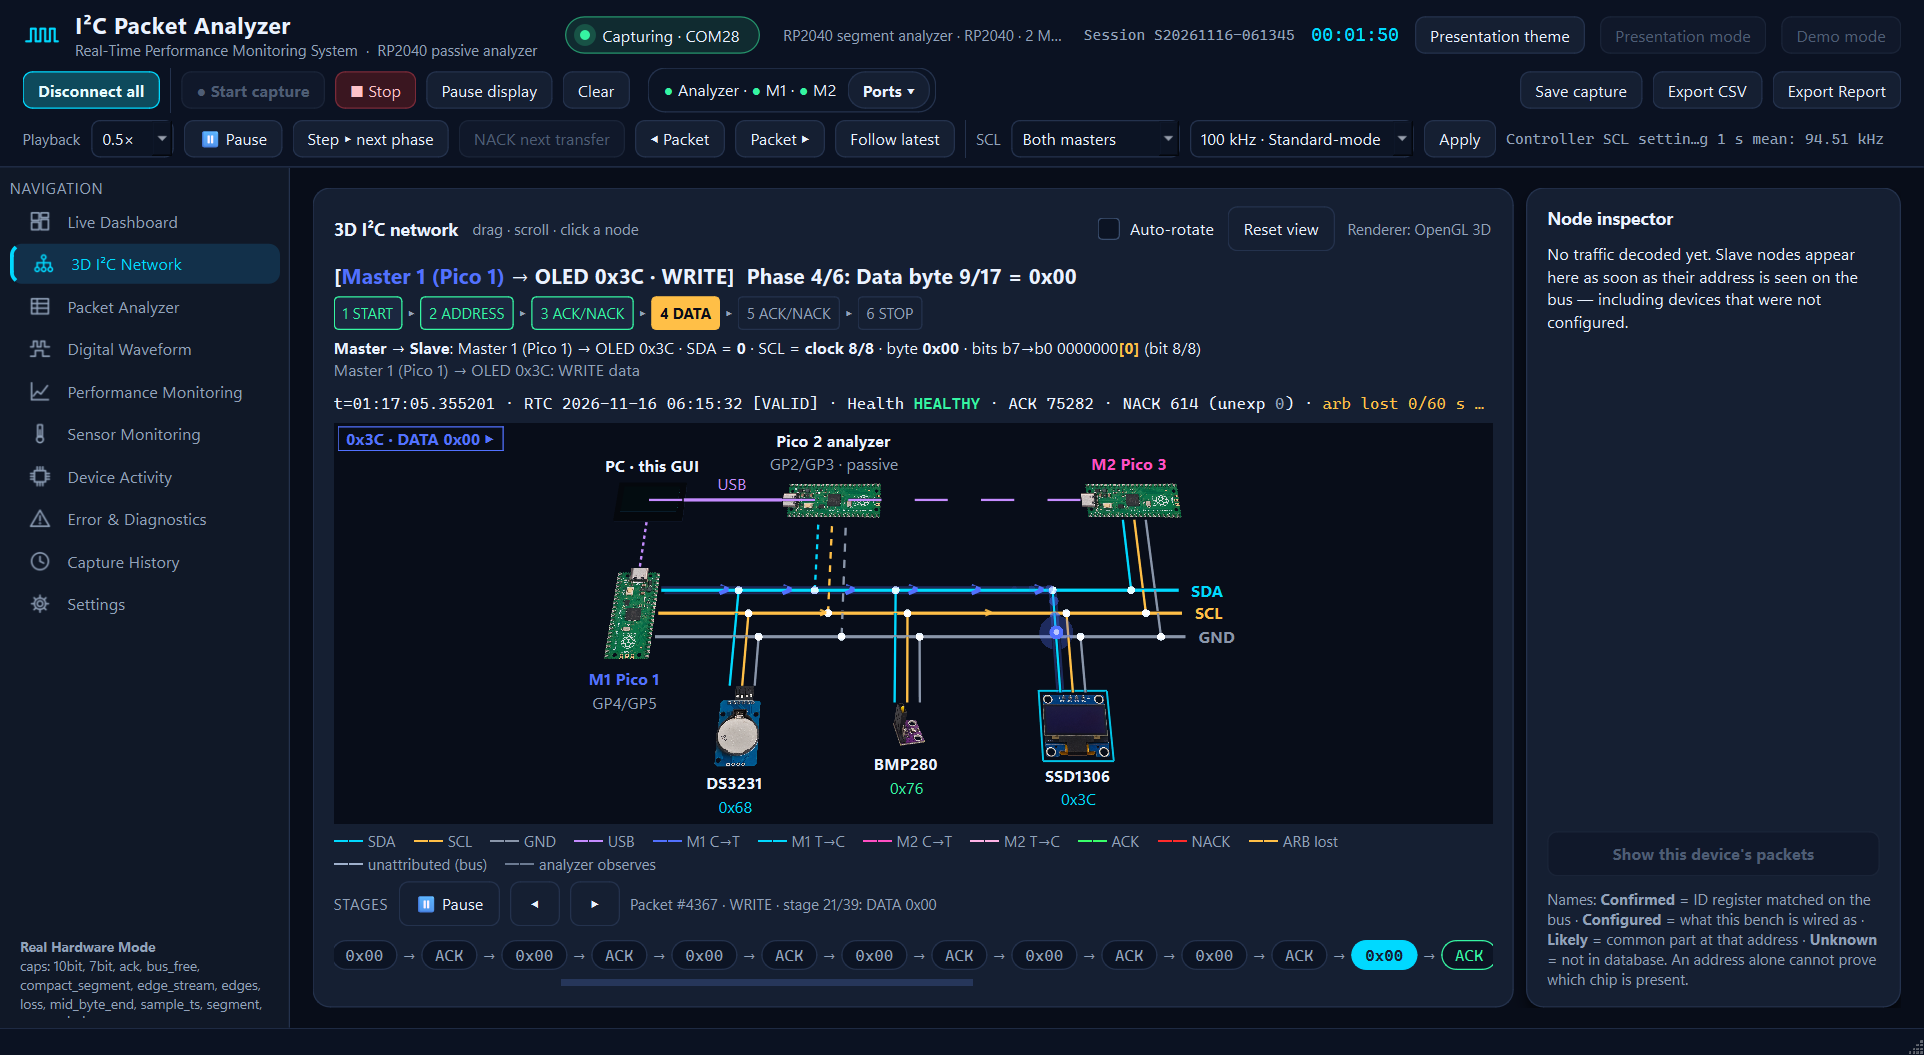 I²C Packet Analyzer
Real-Time Performance Monitoring System · RP2040 passive analyzer
Capturing · COM28
RP2040 segment analyzer · RP2040 · 2 M…
Session S20261116-061345
00:01:50
Presentation theme
Presentation mode
Demo mode
Disconnect all
● Start capture
Stop
Pause display
Clear
● Analyzer · ● M1 · ● M2
Ports ▾
Save capture
Export CSV
Export Report
Playback
0.5×
Pause
Step ▸ next phase
NACK next transfer
◂ Packet
Packet ▸
Follow latest
SCL
Both masters
100 kHz · Standard-mode
Apply
Controller SCL settin…g 1 s mean: 94.51 kHz
NAVIGATION
Live Dashboard
3D I²C Network
Packet Analyzer
Digital Waveform
Performance Monitoring
Sensor Monitoring
Device Activity
Error & Diagnostics
Capture History
Settings
Real Hardware Mode
caps: 10bit, 7bit, ack, bus_free,
compact_segment, edge_stream, edges,
loss, mid_byte_end, sample_ts, segment,
3D I²C network
drag · scroll · click a node
Auto-rotate
Reset view
Renderer: OpenGL 3D
[Master 1 (Pico 1) → OLED 0x3C · WRITE] Phase 4/6: Data byte 9/17 = 0x00
1 START ▸ 2 ADDRESS ▸ 3 ACK/NACK ▸ 4 DATA ▸ 5 ACK/NACK ▸ 6 STOP
Master → Slave: Master 1 (Pico 1) → OLED 0x3C · SDA = 0 · SCL = clock 8/8 · byte 0x00 · bits b7→b0 0000000[0] (bit 8/8)
Master 1 (Pico 1) → OLED 0x3C: WRITE data
t=01:17:05.355201 · RTC 2026-11-16 06:15:32 [VALID] · Health HEALTHY · ACK 75282 · NACK 614 (unexp 0) · arb lost 0/60 s …
0x3C · DATA 0x00 ▸
PC · this GUI
USB
Pico 2 analyzer
GP2/GP3 · passive
M2 Pico 3
SDA
SCL
GND
M1 Pico 1
GP4/GP5
DS3231
0x68
BMP280
0x76
SSD1306
0x3C
SDA SCL GND USB M1 C→T M1 T→C M2 C→T M2 T→C ACK NACK ARB lost
unattributed (bus) analyzer observes
STAGES
Pause
◂
▸
Packet #4367 · WRITE · stage 21/39: DATA 0x00
0x00 → ACK → 0x00 → ACK → 0x00 → ACK → 0x00 → ACK → 0x00 → ACK → 0x00 → ACK → 0x00 → ACK
Node inspector
No traffic decoded yet. Slave nodes appear
here as soon as their address is seen on the
bus — including devices that were not
configured.
Show this device's packets
Names: Confirmed = ID register matched on the
bus · Configured = what this bench is wired as ·
Likely = common part at that address · Unknown
= not in database. An address alone cannot prove
which chip is present.